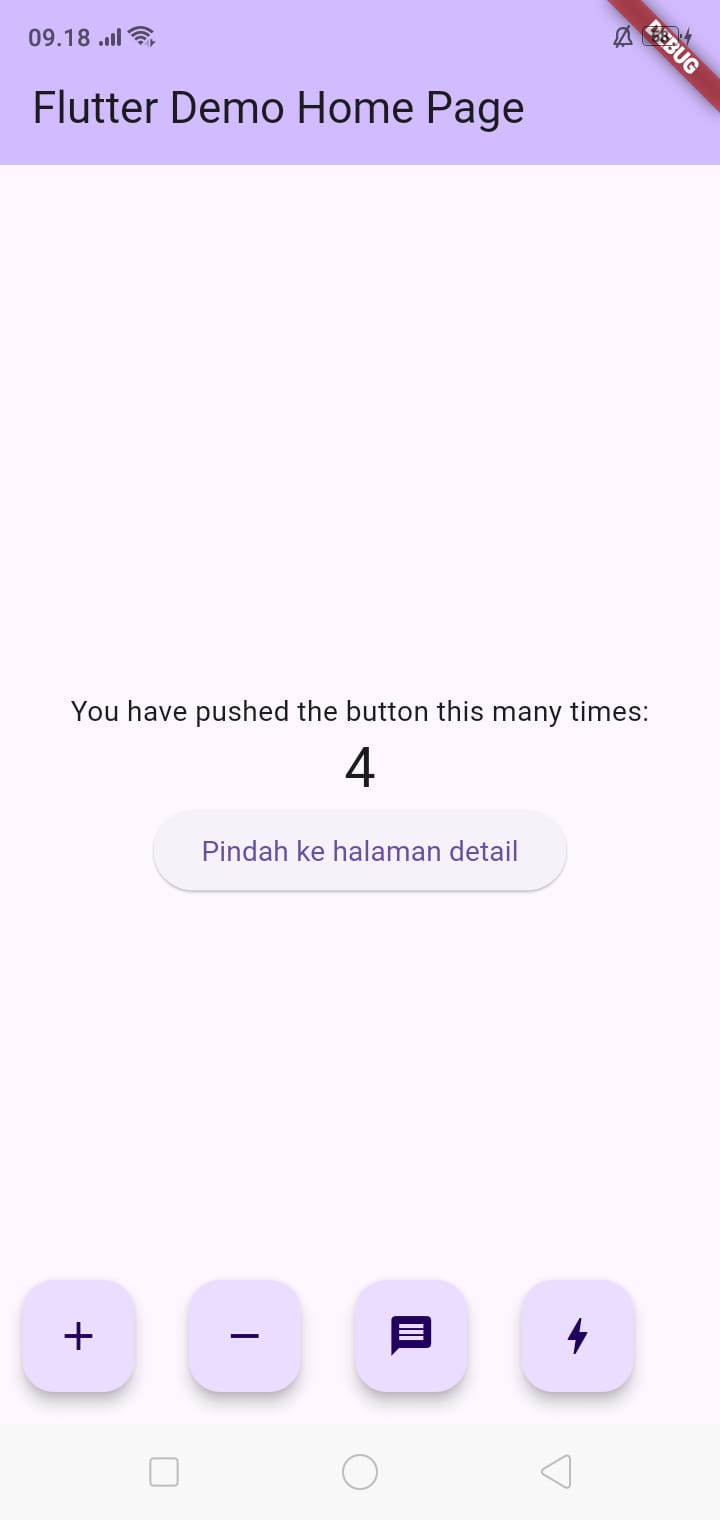 09.18
68
DEBUG
Flutter Demo Home Page
You have pushed the button this many times:
4
Pindah ke halaman detail